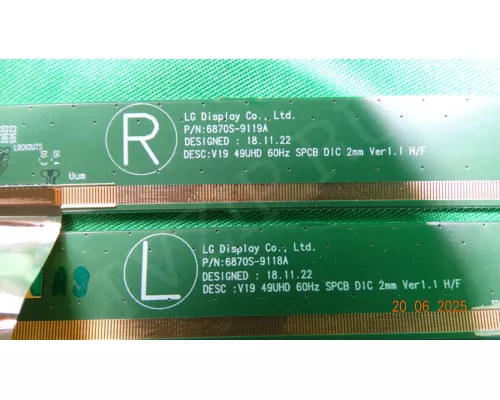 R
LG Display Co., Ltd.
P/N:6870S-9119A
DESIGNED : 18.11.22
DESC:V19 49UHD 60Hz SPCB DIC 2mm Ver1.1 H/F
LOCKOUTS
L
LG Display Co., Ltd.
P/N:6870S-9118A
DESIGNED : 18.11.22
DESC :V19 49UHD 60Hz SPCB DIC 2mm Ver1.1 H/F
20 06 2025